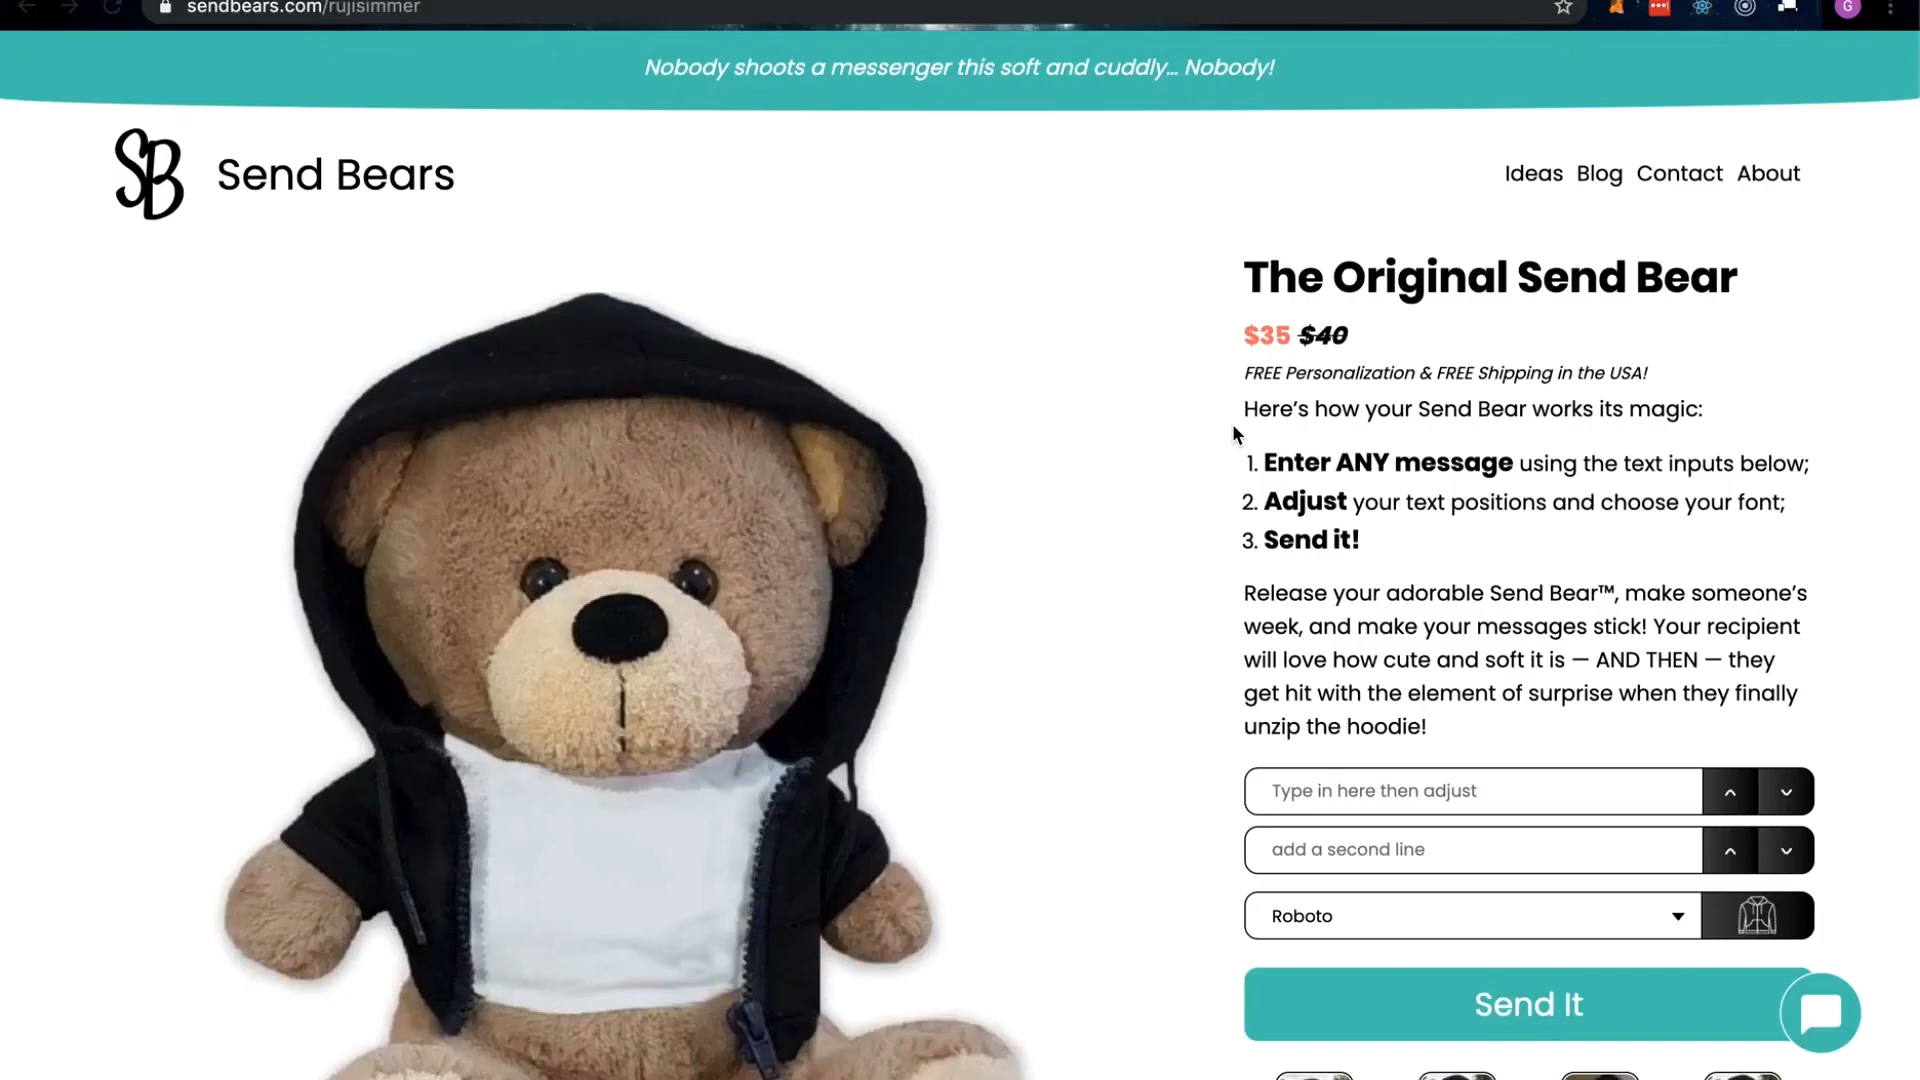 sendbears.com/rujisimmer
G
Nobody shoots a messenger this soft and cuddly... Nobody!
SB
Send Bears
Ideas Blog Contact About
The Original Send Bear
$35 $40
FREE Personalization & FREE Shipping in the USA!
Here's how your Send Bear works its magic:
1. Enter ANY message using the text inputs below;
2. Adjust your text positions and choose your font;
3. Send it!
Release your adorable Send Bear™, make someone's
week, and make your messages stick! Your recipient
will love how cute and soft it is — AND THEN — they
get hit with the element of surprise when they finally
unzip the hoodie!
Type in here then adjust
add a second line
Roboto
Send It